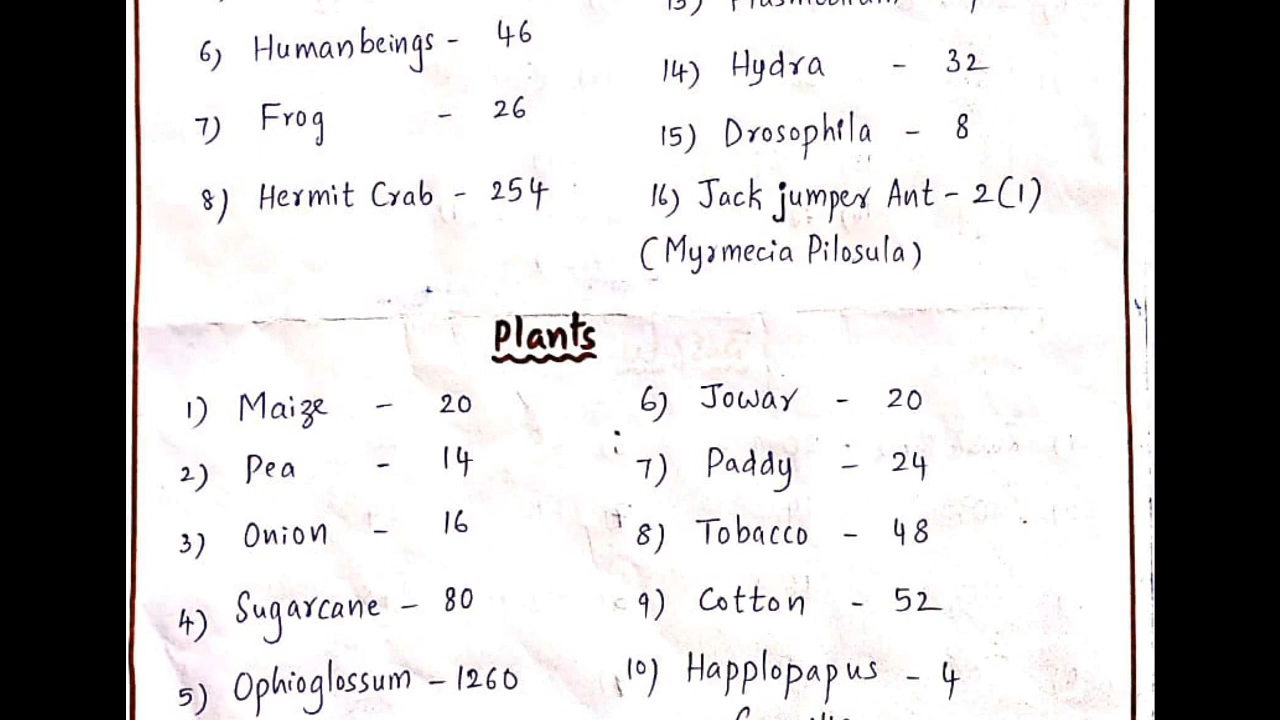 6) Humanbeings - 46
7) Frog - 26
8) Hermit Crab - 254
14) Hydra - 32
15) Drosophila - 8
16) Jack jumper Ant - 2(1)
(Myrmecia Pilosula)
Plants
1) Maize - 20
2) Pea - 14
3) Onion - 16
4) Sugarcane - 80
5) Ophioglossum - 1260
6) Jowar - 20
7) Paddy - 24
8) Tobacco - 48
9) Cotton - 52
10) Happlopapus - 4